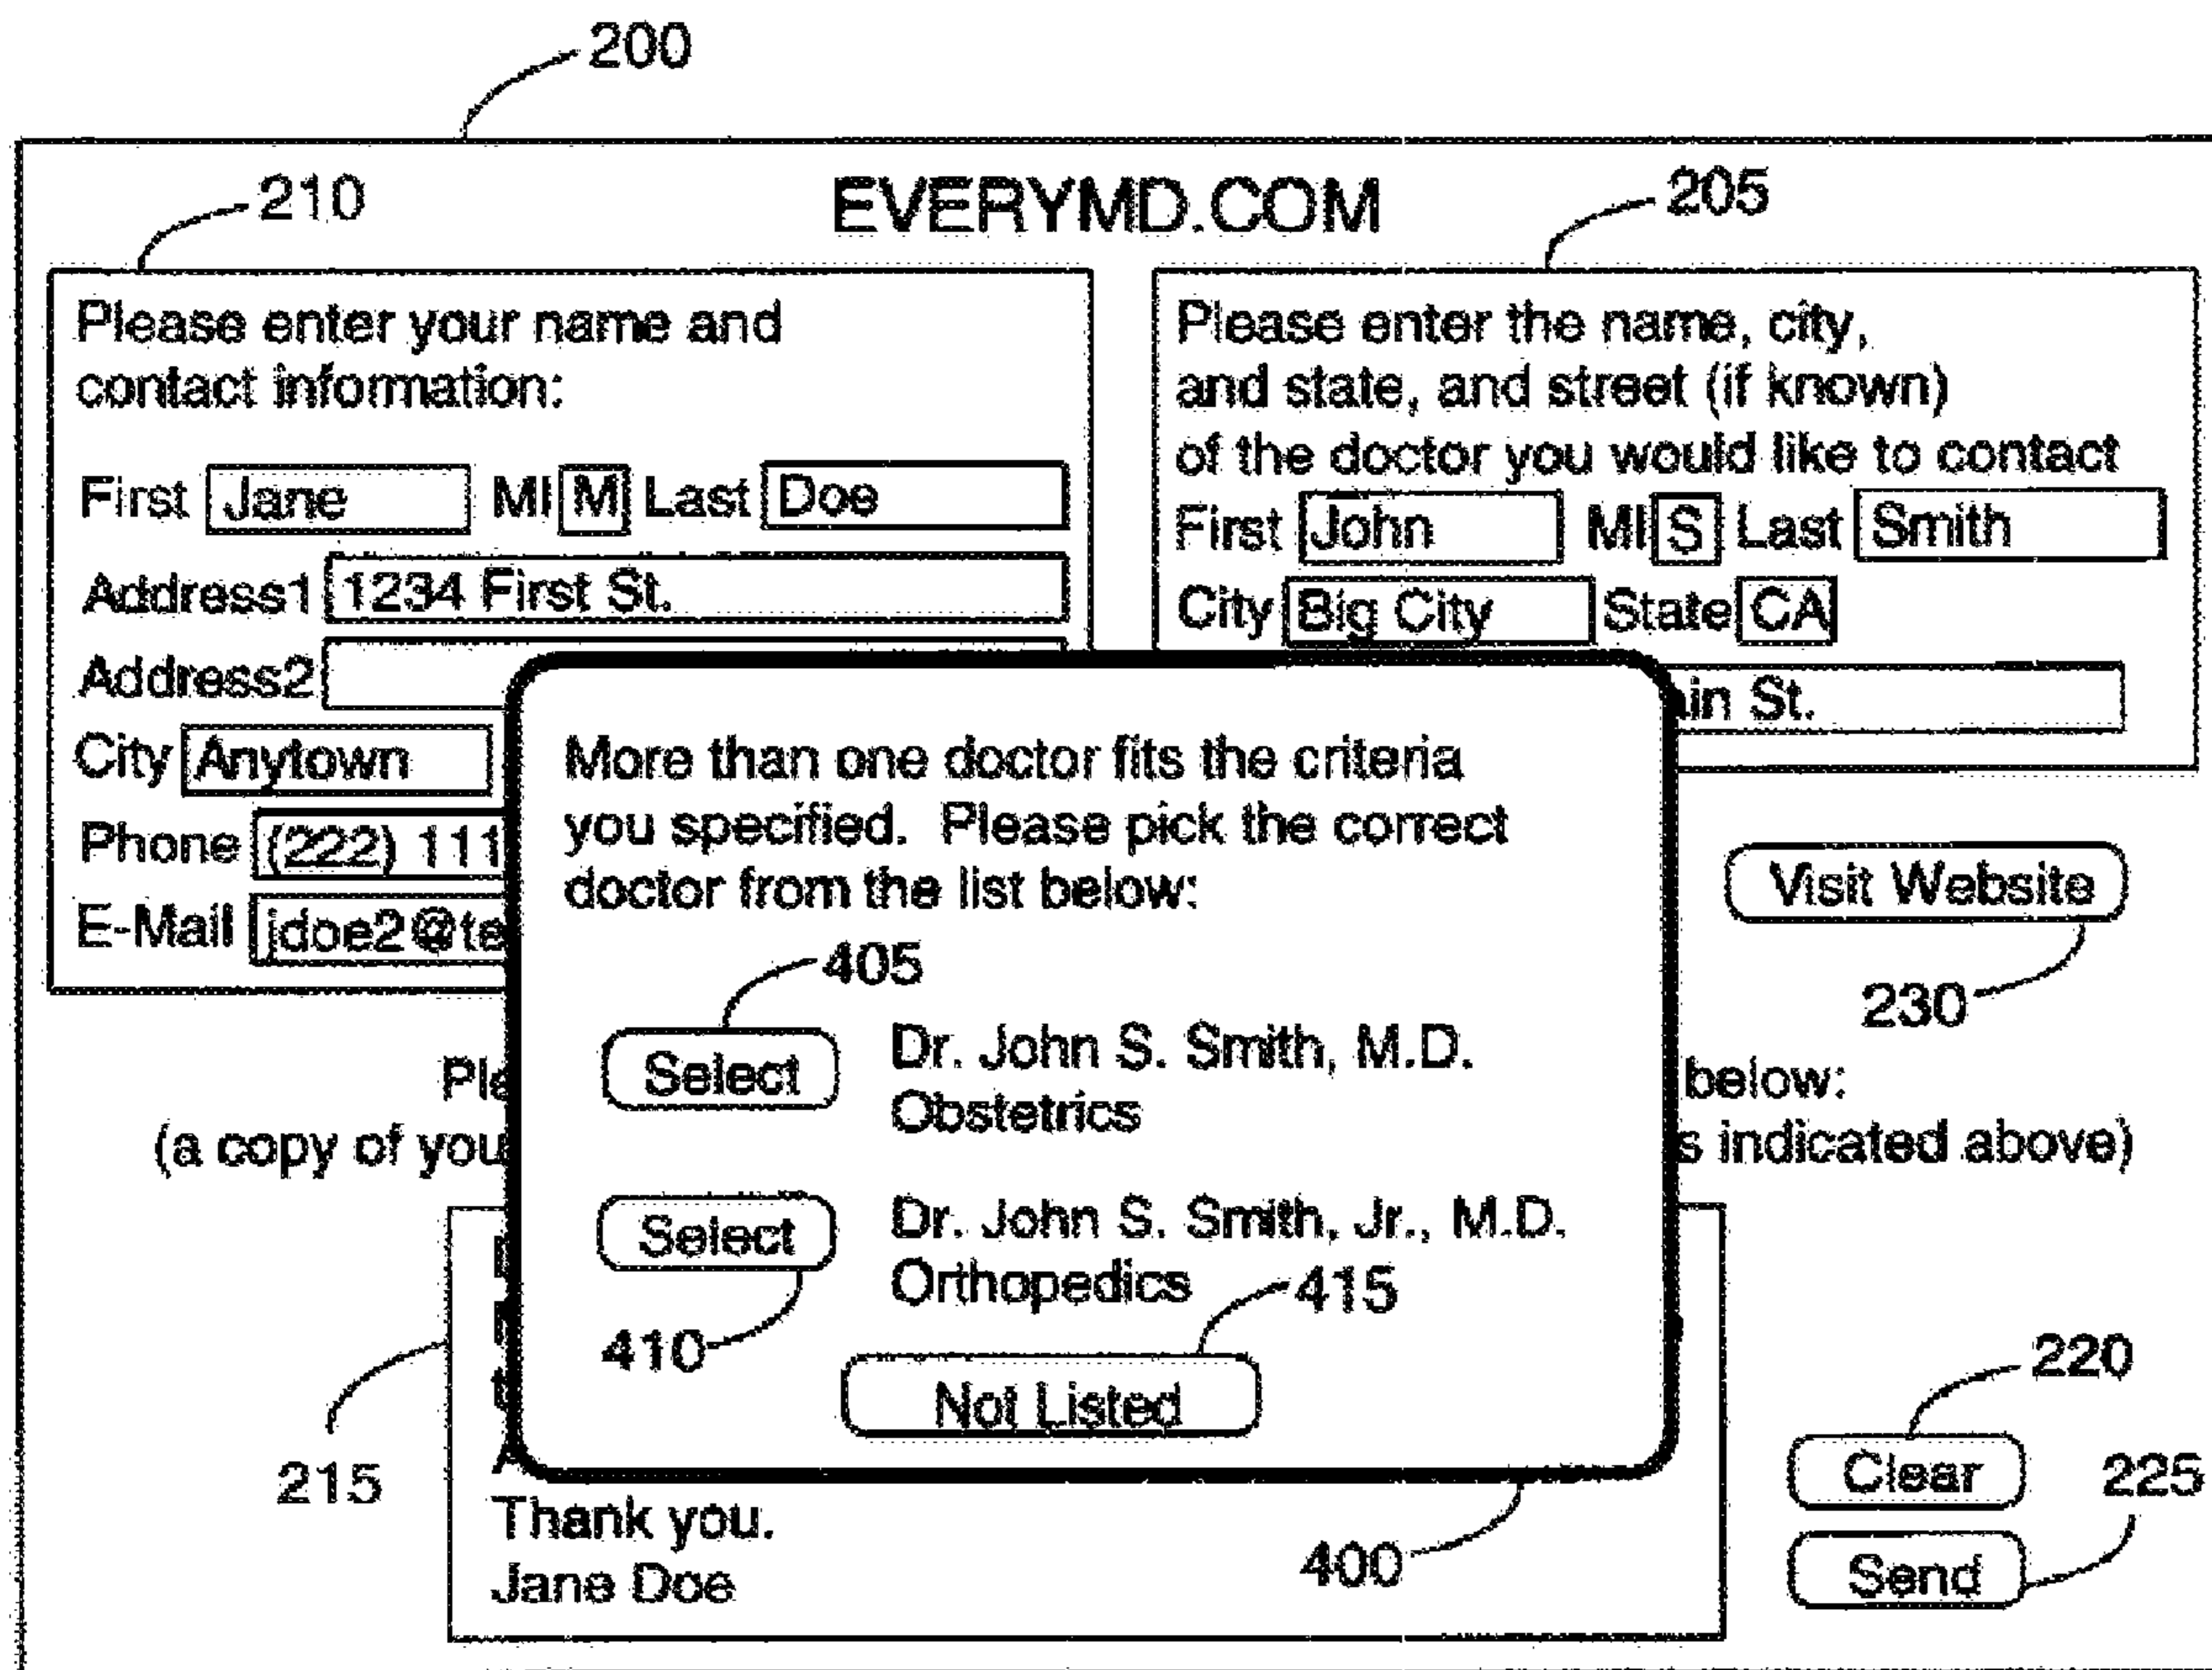 200
EVERYMD.COM
210
205
Please enter your name and
contact information:
First Jane MI M Last Doe
Address1 1234 First St.
Address2
City Anytown
Phone (222) 111
E-Mail jdoe2@te
Please enter the name, city,
and state, and street (if known)
of the doctor you would like to contact
First John MI S Last Smith
City Big City State CA
ain St.
More than one doctor fits the criteria
you specified. Please pick the correct
doctor from the list below:
405
Select Dr. John S. Smith, M.D.
Obstetrics
Select Dr. John S. Smith, Jr., M.D.
Orthopedics
410
415
Not Listed
400
Visit Website
230
Ple below:
(a copy of you s indicated above)
215
A
Thank you.
Jane Doe
220
Clear
225
Send